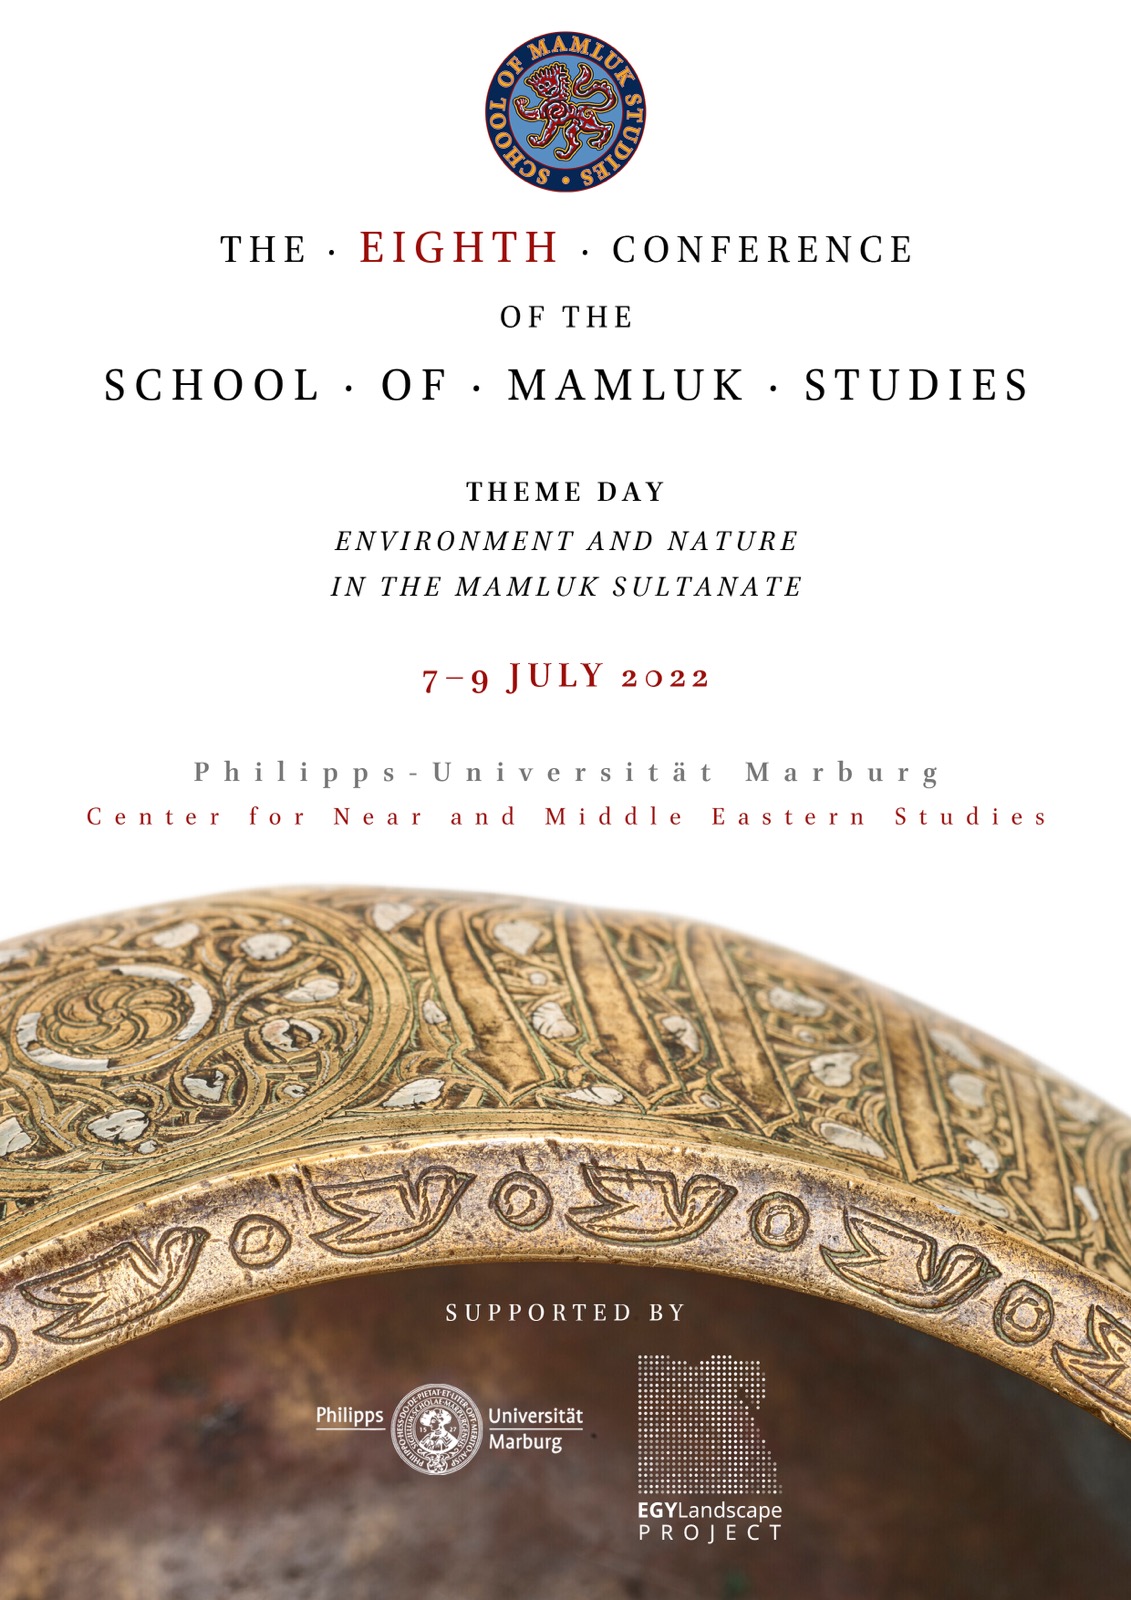 SCHOOL OF MAMLUK STUDIES
THE · EIGHTH · CONFERENCE
OF THE
SCHOOL · OF · MAMLUK · STUDIES
THEME DAY
ENVIRONMENT AND NATURE
IN THE MAMLUK SULTANATE
7–9 JULY 2022
Philipps-Universität Marburg
Center for Near and Middle Eastern Studies
SUPPORTED BY
Philipps
Universität
Marburg
1527
EGYLandscape
PROJECT